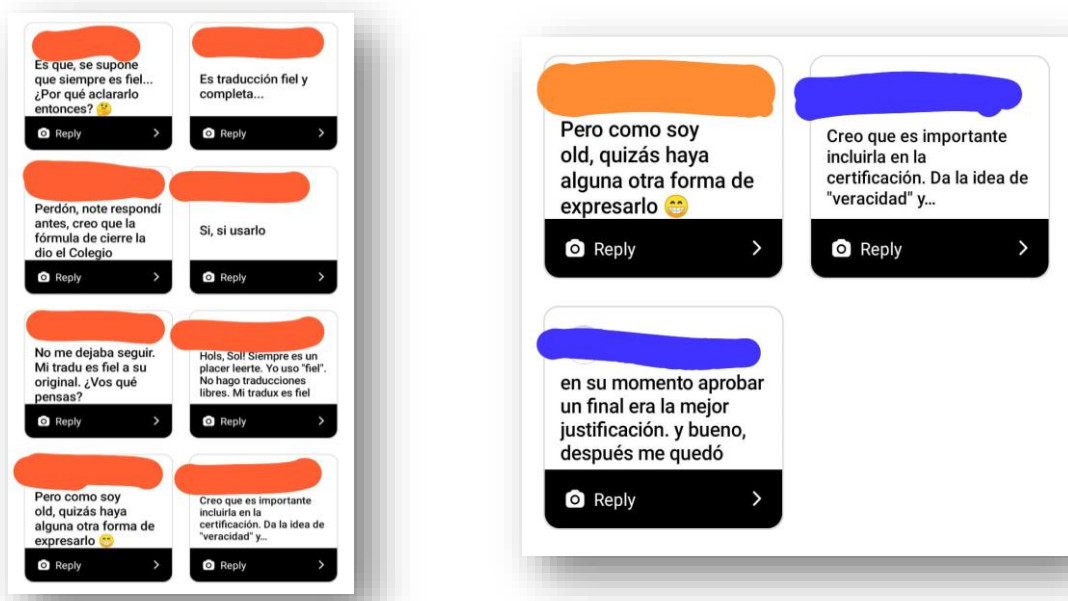 Es que, se supone
que siempre es fiel...
¿Por qué aclararlo
entonces? 🤔
Reply
Es traducción fiel y
completa...
Reply
Perdón, note respondí
antes, creo que la
fórmula de cierre la
dio el Colegio
Reply
Si, si usarlo
Reply
No me dejaba seguir.
Mi tradu es fiel a su
original. ¿Vos qué
pensas?
Reply
Hols, Sol! Siempre es un
placer leerte. Yo uso "fiel".
No hago traducciones
libres. Mi tradux es fiel
Reply
Pero como soy
old, quizás haya
alguna otra forma de
expresarlo 😁
Reply
Creo que es importante
incluirla en la
certificación. Da la idea de
"veracidad" y...
Reply
Pero como soy
old, quizás haya
alguna otra forma de
expresarlo 😁
Reply
Creo que es importante
incluirla en la
certificación. Da la idea de
"veracidad" y...
Reply
en su momento aprobar
un final era la mejor
justificación. y bueno,
después me quedó
Reply